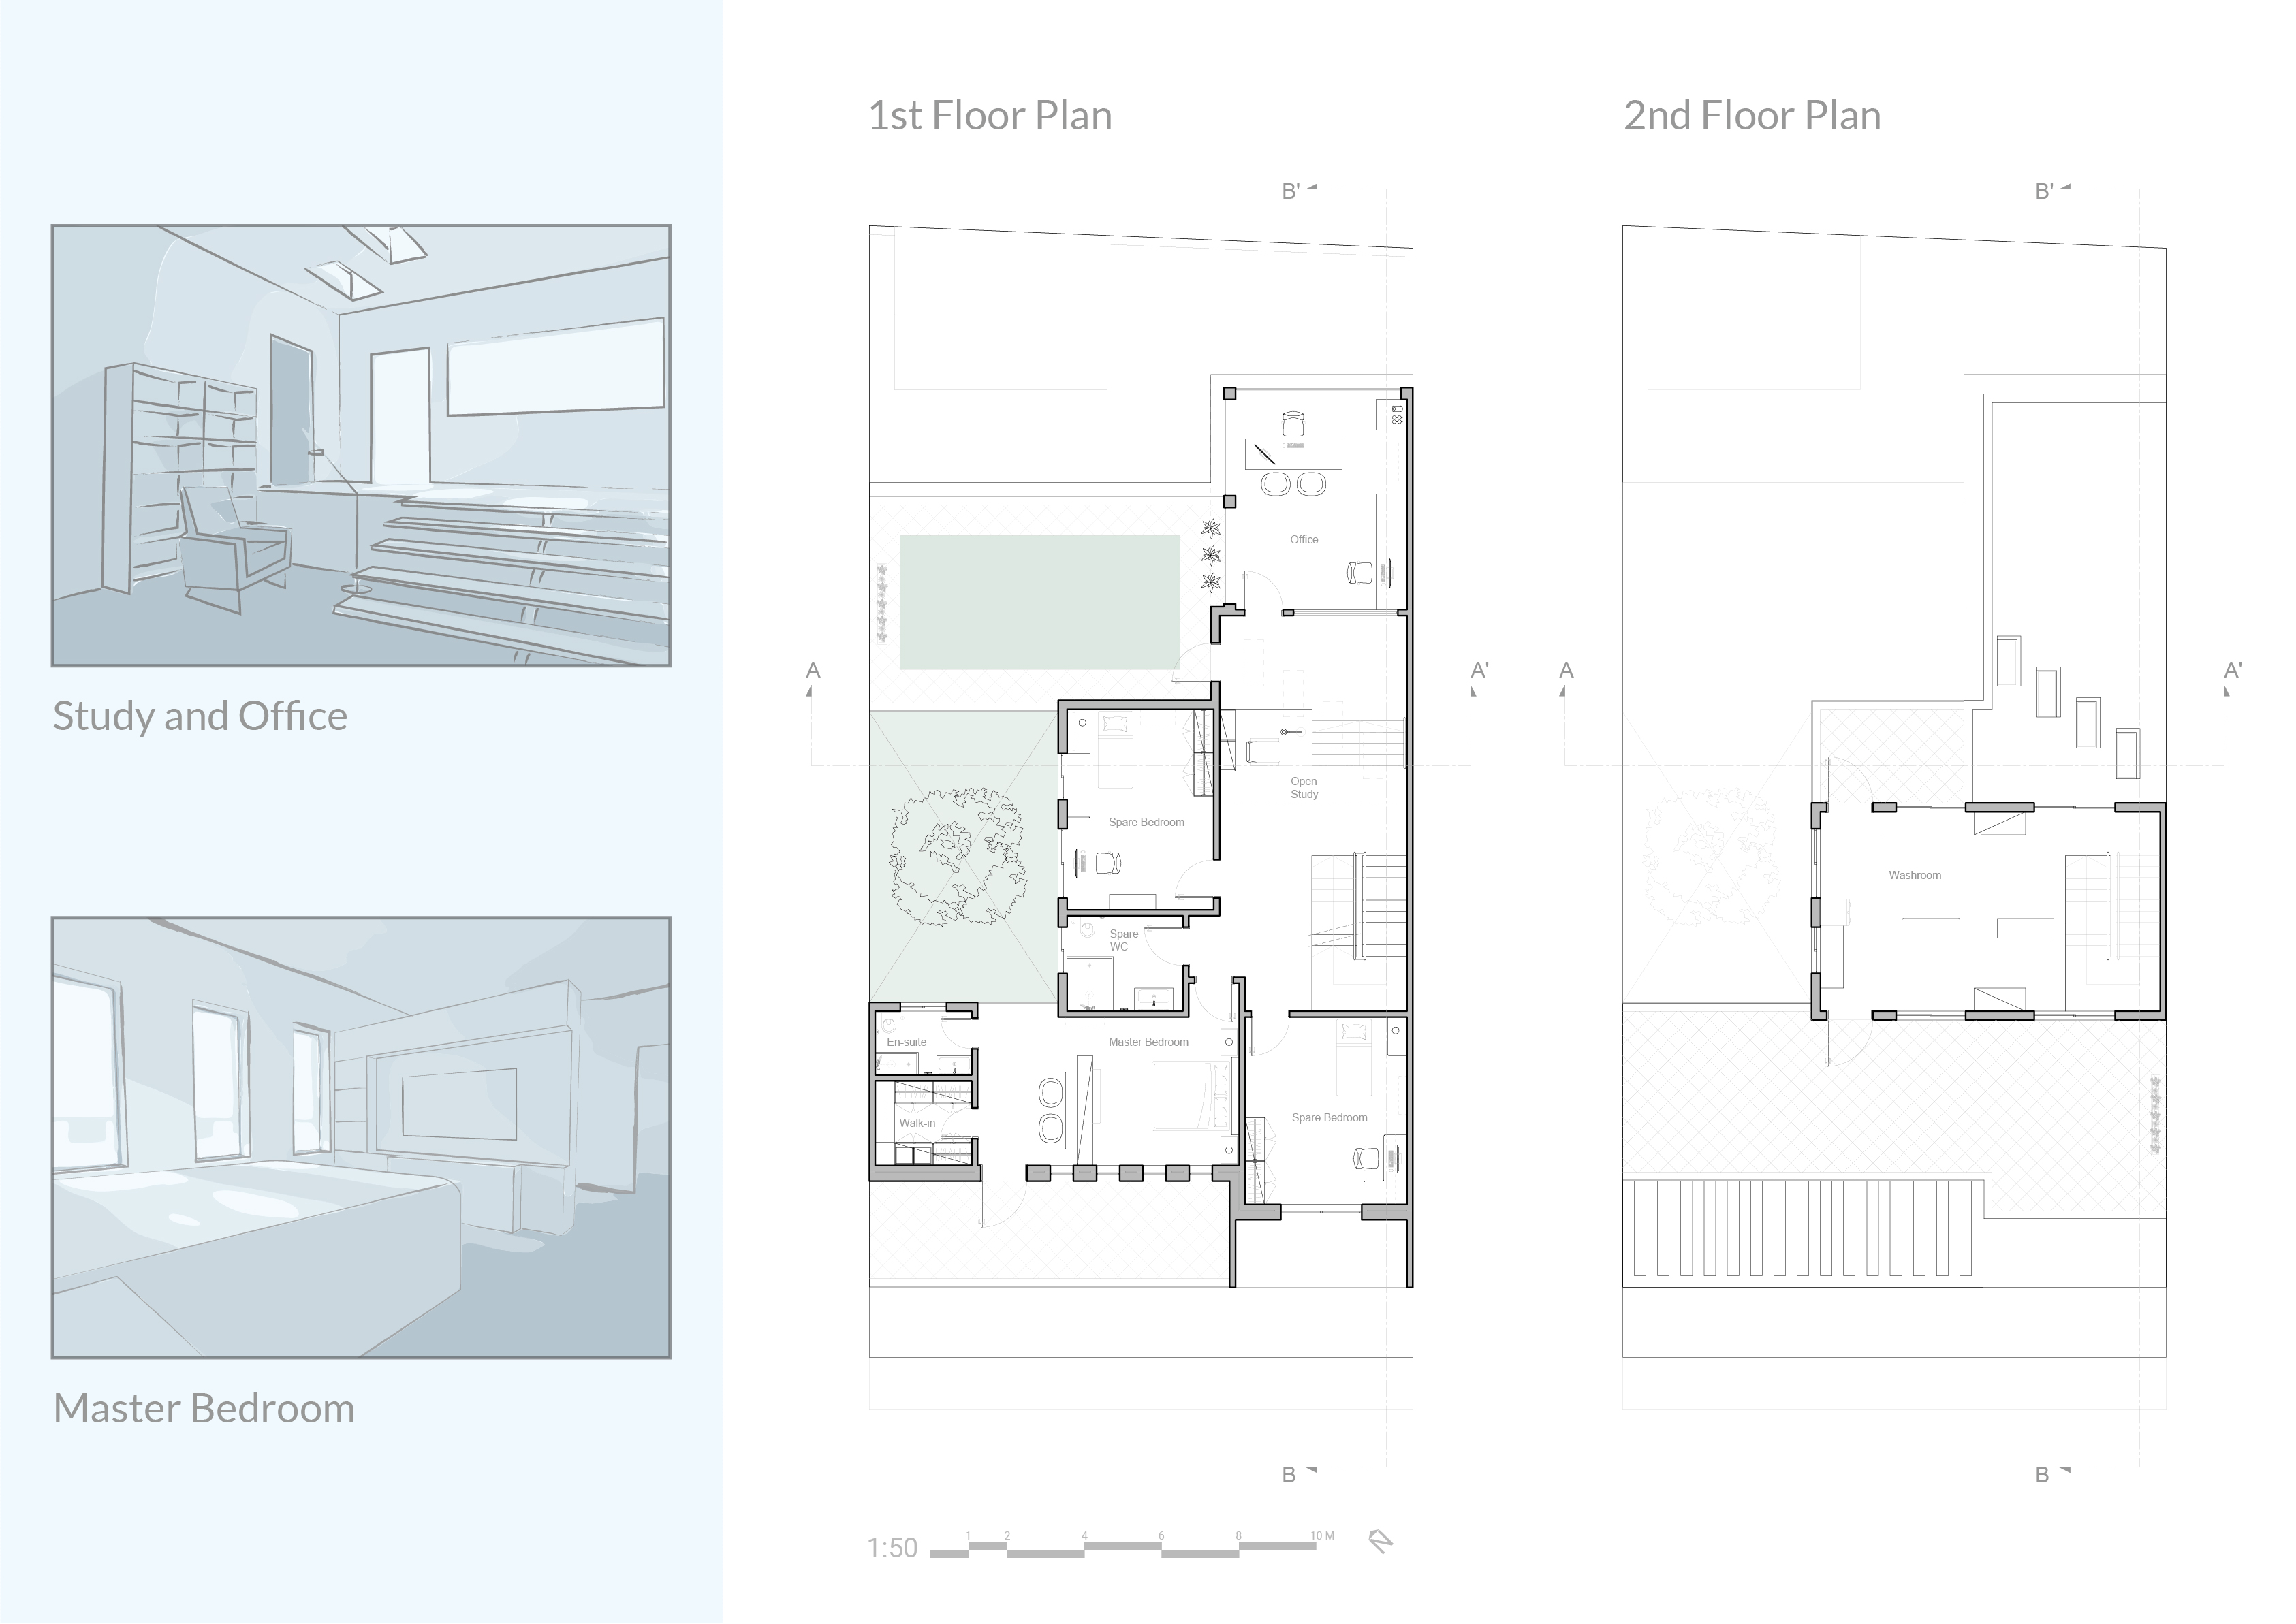 Study and Office
Master Bedroom
1st Floor Plan
B'
A
A'
Office
Open
Study
Spare Bedroom
Spare
WC
En-suite
Master Bedroom
Walk-in
Spare Bedroom
B
1:50
1 2 4 6 8 10 M
N
2nd Floor Plan
B'
A
A'
Washroom
B